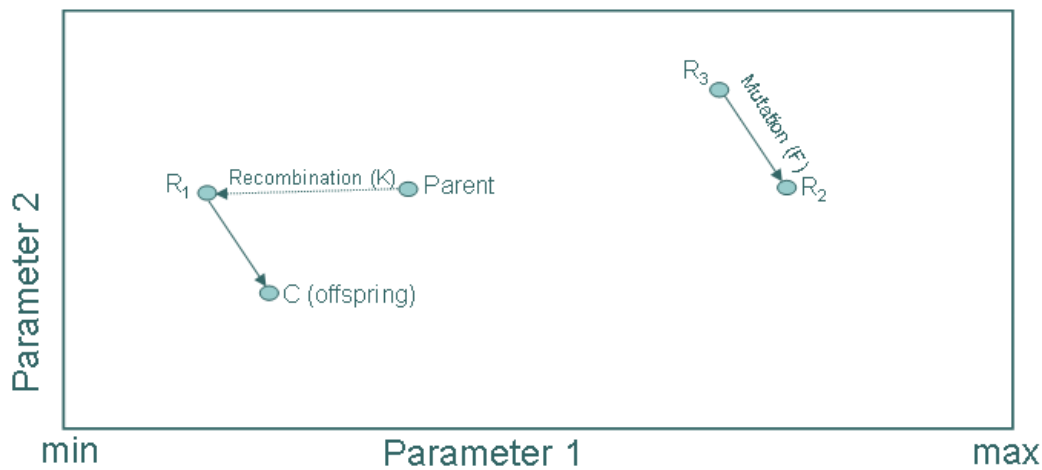 R3
Mutation (F)
R2
R1
Recombination (K)
Parent
C (offspring)
Parameter 2
min
Parameter 1
max